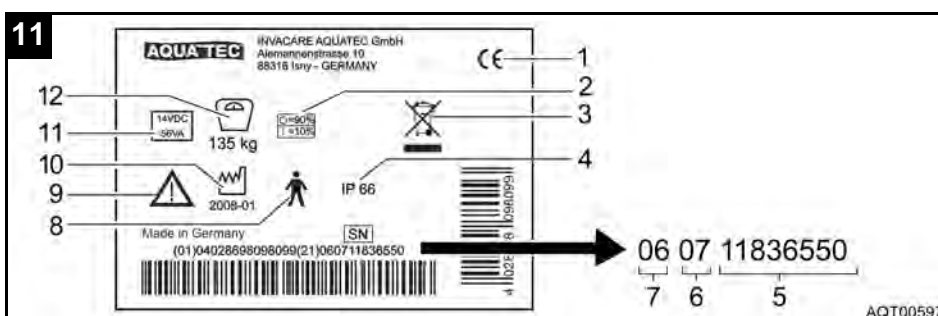 11
AQUATEC
INVACARE AQUATEC GmbH
Alemannenstrasse 10
88316 Isny - GERMANY
1
2
12
3
14VDC
56VA
11
135 kg
O=90%
I=10%
4
10
9
2008-01
IP 66
8
Made in Germany
SN
(01)04028698098099(21)060711836550
06 07 11836550
7 6 5